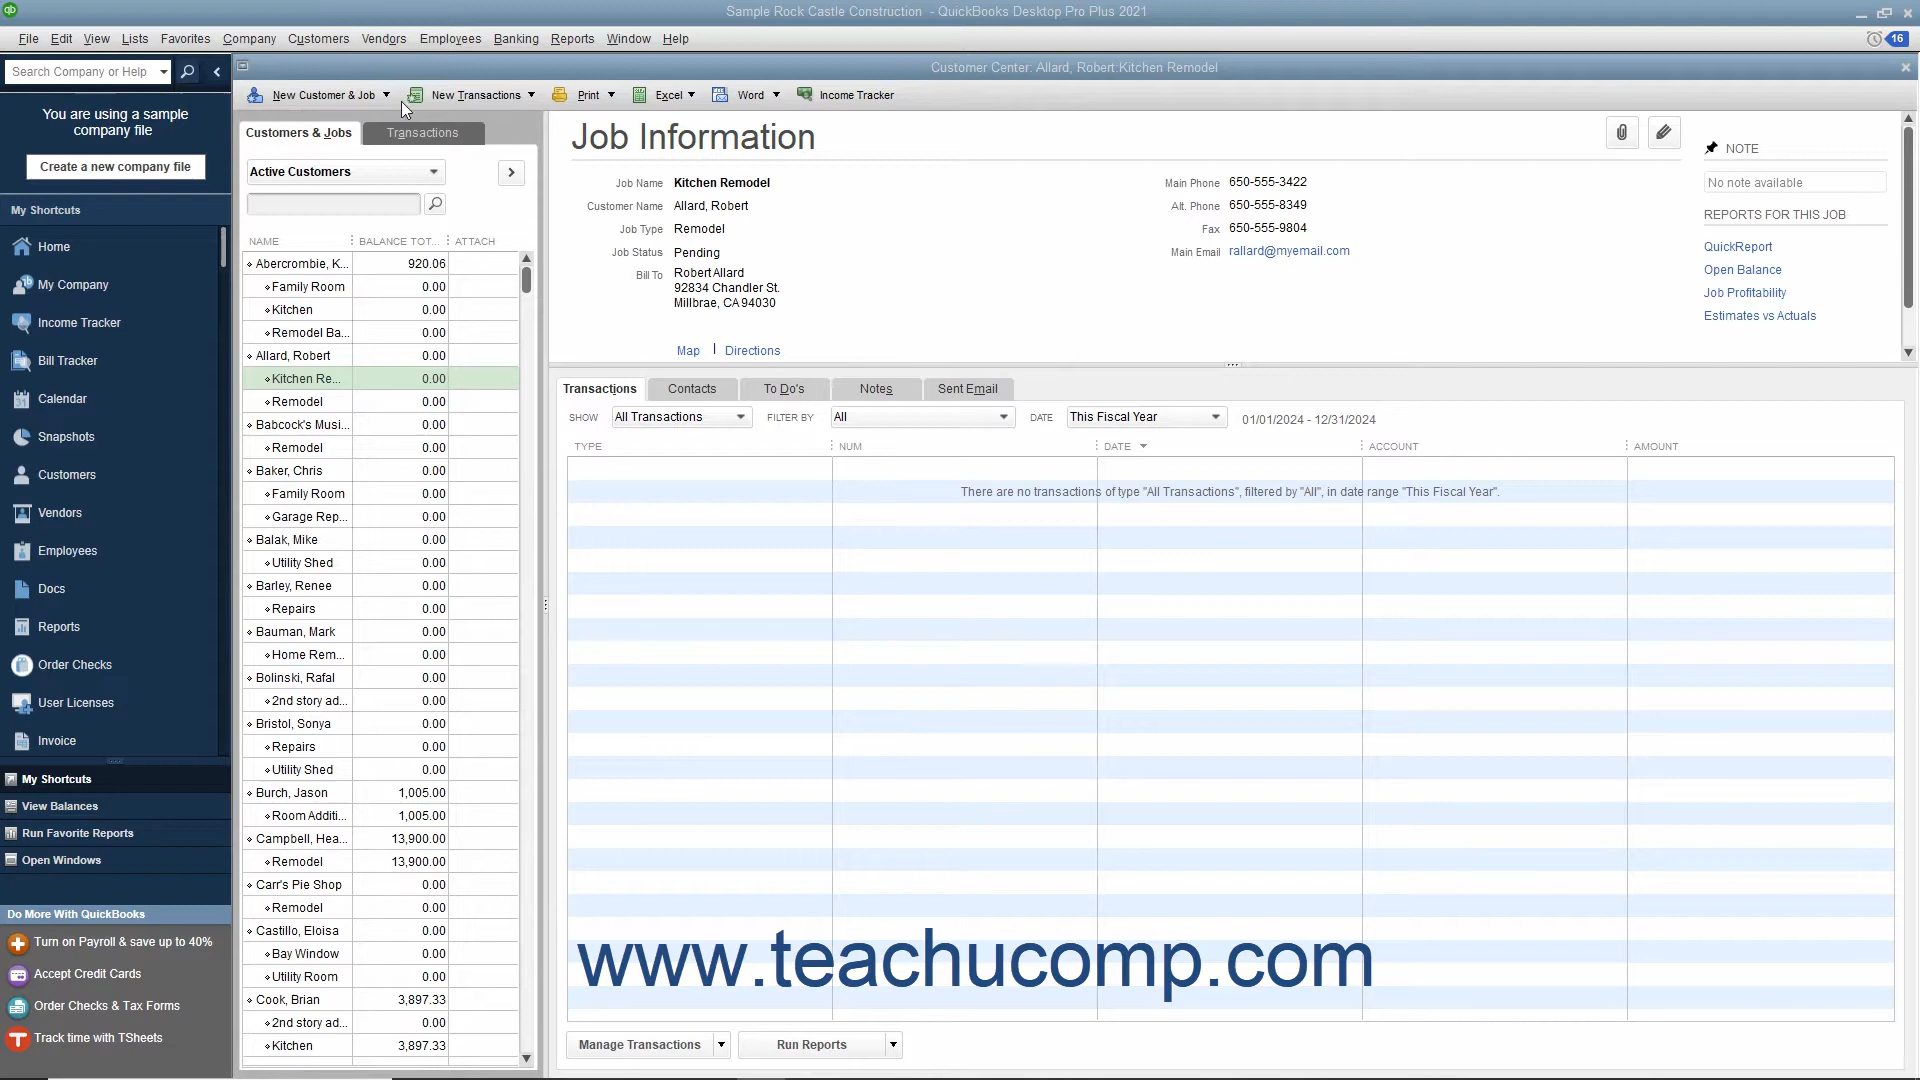 Sample Rock Castle Construction - QuickBooks Desktop Pro Plus 2021
File Edit View Lists Favorites Company Customers Vendors Employees Banking Reports Window Help
16
Search Company or Help
Customer Center: Allard, Robert:Kitchen Remodel
New Customer & Job New Transactions Print Excel Word Income Tracker
You are using a sample
company file
Create a new company file
My Shortcuts
Home
My Company
Income Tracker
Bill Tracker
Calendar
Snapshots
Customers
Vendors
Employees
Docs
Reports
Order Checks
User Licenses
Invoice
My Shortcuts
View Balances
Run Favorite Reports
Open Windows
Do More With QuickBooks
Turn on Payroll & save up to 40%
Accept Credit Cards
Order Checks & Tax Forms
Track time with TSheets
Customers & Jobs Transactions
Active Customers
NAME BALANCE TOT... ATTACH
Abercrombie, K... 920.06
Family Room 0.00
Kitchen 0.00
Remodel Ba... 0.00
Allard, Robert 0.00
Kitchen Re... 0.00
Remodel 0.00
Babcock's Musi... 0.00
Remodel 0.00
Baker, Chris 0.00
Family Room 0.00
Garage Rep... 0.00
Balak, Mike 0.00
Utility Shed 0.00
Barley, Renee 0.00
Repairs 0.00
Bauman, Mark 0.00
Home Rem... 0.00
Bolinski, Rafal 0.00
2nd story ad... 0.00
Bristol, Sonya 0.00
Repairs 0.00
Utility Shed 0.00
Burch, Jason 1,005.00
Room Additi... 1,005.00
Campbell, Hea... 13,900.00
Remodel 13,900.00
Carr's Pie Shop 0.00
Remodel 0.00
Castillo, Eloisa 0.00
Bay Window 0.00
Utility Room 0.00
Cook, Brian 3,897.33
2nd story ad... 0.00
Kitchen 3,897.33
Job Information
Job Name Kitchen Remodel
Customer Name Allard, Robert
Job Type Remodel
Job Status Pending
Bill To Robert Allard
92834 Chandler St.
Millbrae, CA 94030
Map | Directions
Main Phone 650-555-3422
Alt. Phone 650-555-8349
Fax 650-555-9804
Main Email rallard@myemail.com
NOTE
No note available
REPORTS FOR THIS JOB
QuickReport
Open Balance
Job Profitability
Estimates vs Actuals
Transactions Contacts To Do's Notes Sent Email
SHOW All Transactions FILTER BY All DATE This Fiscal Year 01/01/2024 - 12/31/2024
TYPE NUM DATE ACCOUNT AMOUNT
There are no transactions of type "All Transactions", filtered by "All", in date range "This Fiscal Year".
www.teachucomp.com
Manage Transactions Run Reports